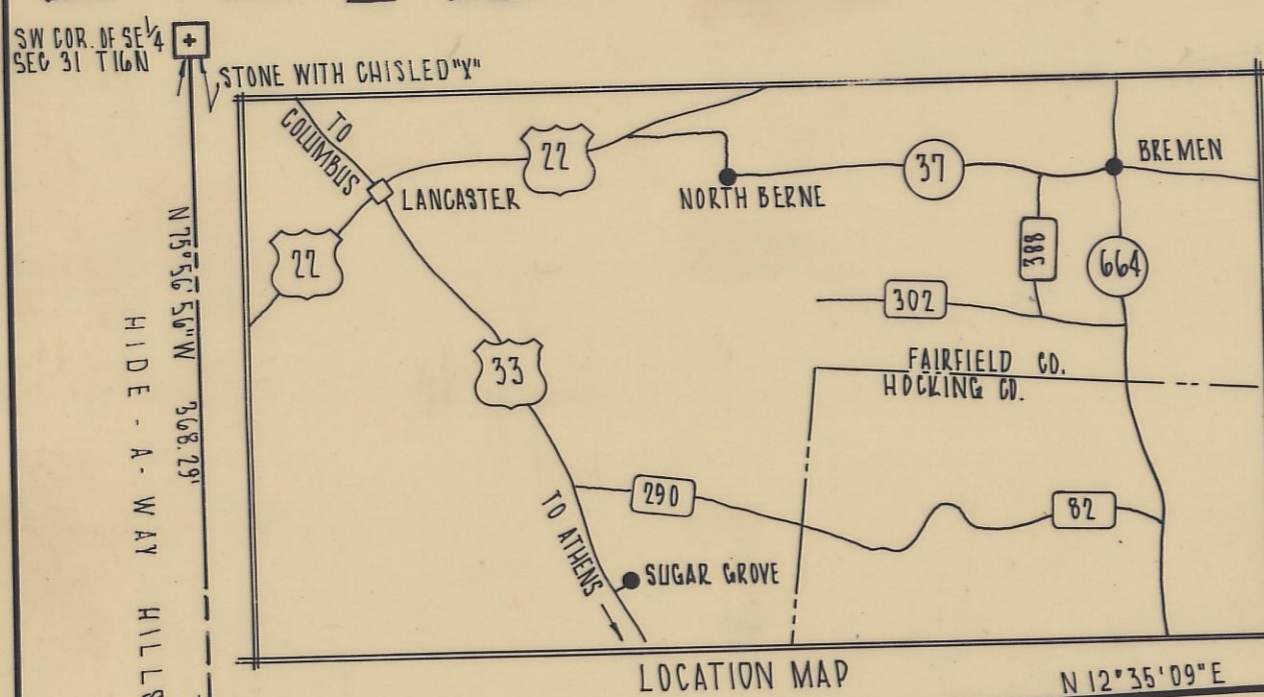 SW COR. OF SE 1/4
SEC 31 T16N
STONE WITH CHISLED "X"
TO
COLUMBUS
22
LANCASTER
NORTH BERNE
37
BREMEN
22
388
664
302
33
FAIRFIELD CO.
HOCKING CO.
290
82
TO ATHENS
SUGAR GROVE
N 75°56'56"W 368.29'
HIDE-A-WAY HILLS
LOCATION MAP
N 12°35'09"E